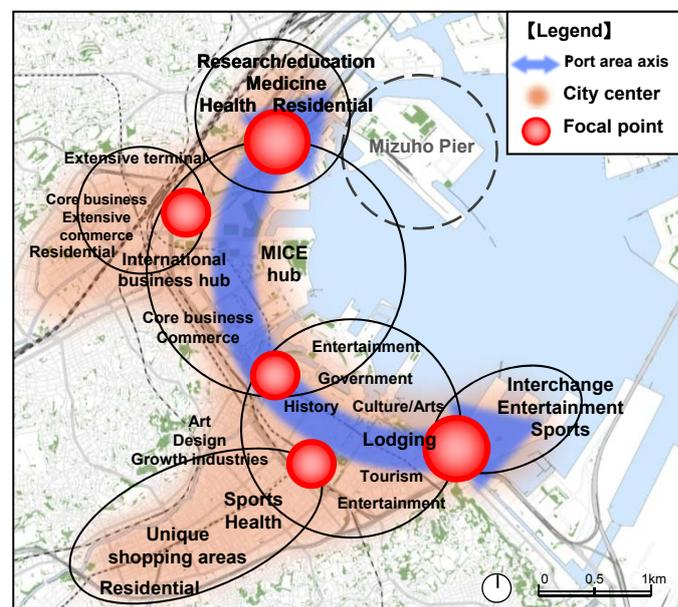 【Legend】
Port area axis
City center
Focal point
Research/education
Medicine
Health Residential
Mizuho Pier
Extensive terminal
Core business
Extensive
commerce
Residential
International
business hub
MICE
hub
Core business
Commerce
Entertainment
Government
History Culture/Arts
Interchange
Entertainment
Sports
Art
Design
Growth industries
Lodging
Tourism
Entertainment
Sports
Health
Unique
shopping areas
Residential
0 0.5 1km